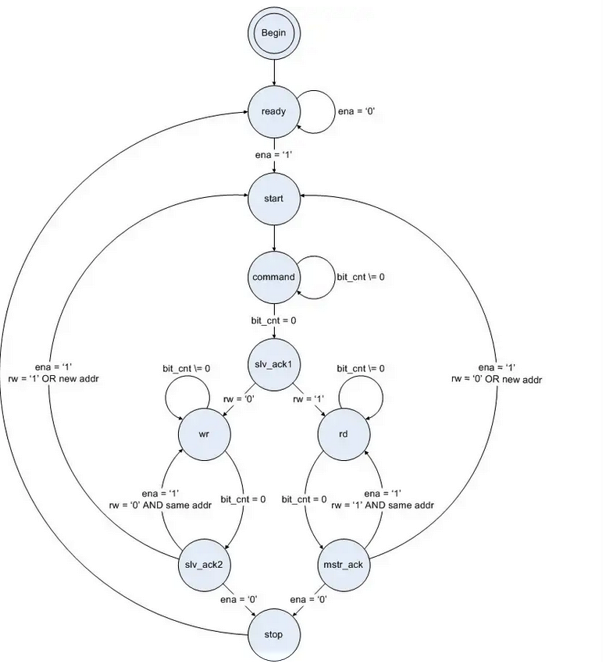 Begin
ready
ena = ‘0’
ena = ‘1’
start
command
bit_cnt \= 0
bit_cnt = 0
slv_ack1
bit_cnt \= 0
bit_cnt \= 0
ena = ‘1’
rw = ‘1’ OR new addr
ena = ‘1’
rw = ‘0’ OR new addr
rw = ‘0’
rw = ‘1’
wr
rd
ena = ‘1’
rw = ‘0’ AND same addr
bit_cnt = 0
bit_cnt = 0
ena = ‘1’
rw = ‘1’ AND same addr
slv_ack2
mstr_ack
ena = ‘0’
ena = ‘0’
stop